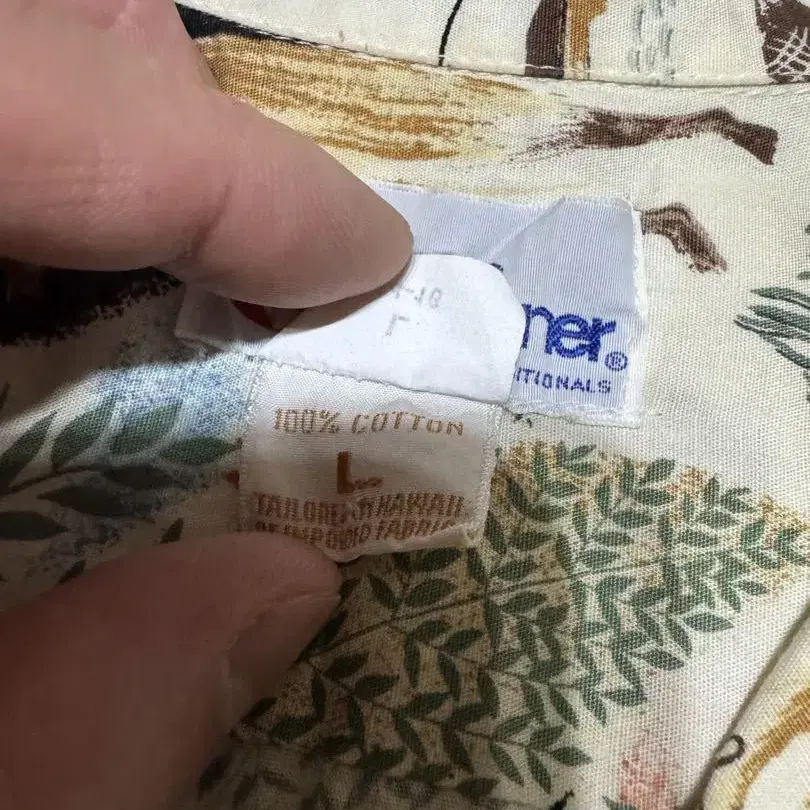 L
ner®
ITIONALS
100% COTTON
L
TAILORED IN HAWAII
OF IMPORTED FABRIC